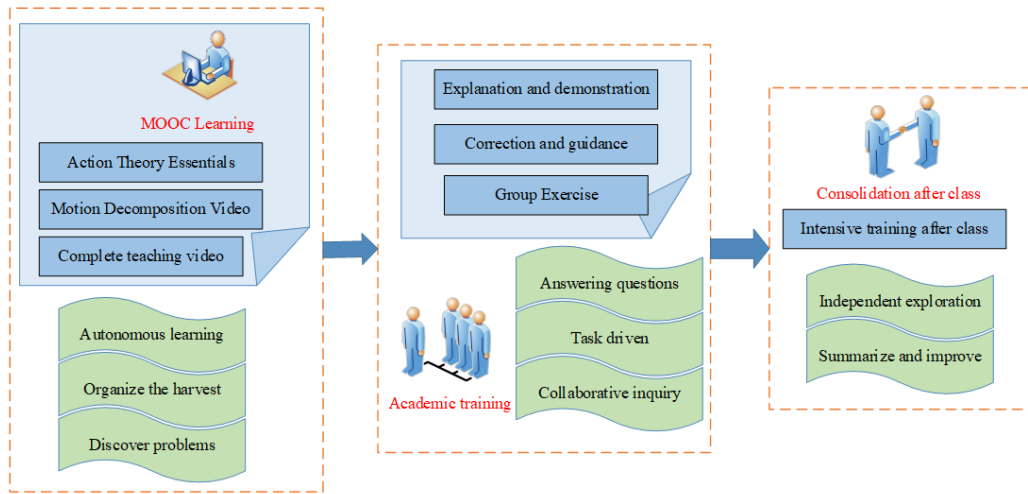 MOOC Learning
Action Theory Essentials
Motion Decomposition Video
Complete teaching video
Autonomous learning
Organize the harvest
Discover problems
Explanation and demonstration
Correction and guidance
Group Exercise
Answering questions
Task driven
Collaborative inquiry
Academic training
Consolidation after class
Intensive training after class
Independent exploration
Summarize and improve